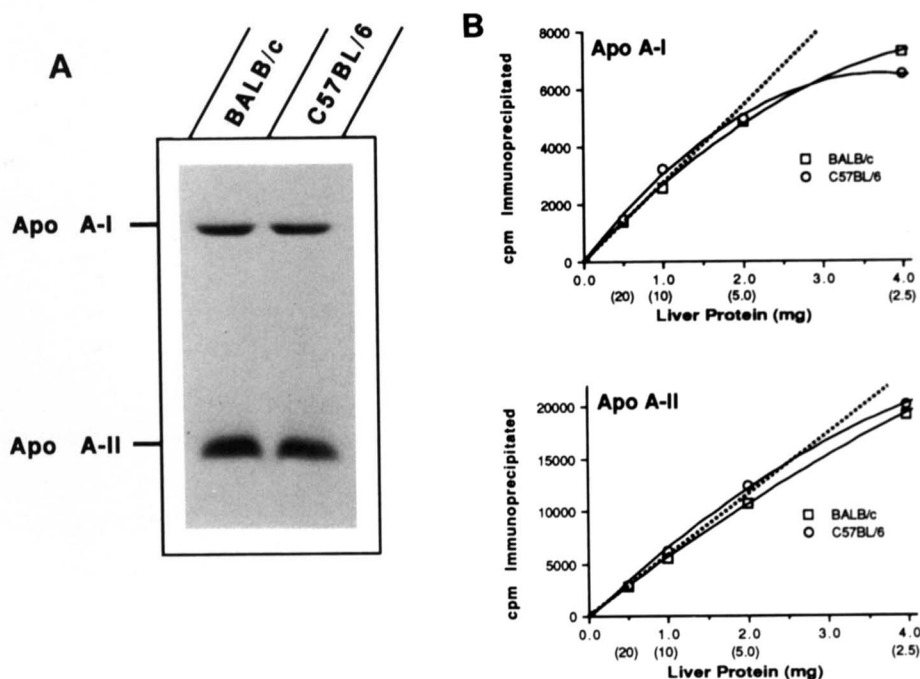 A
BALB/c
C57BL/6
Apo A-I
Apo A-II
B
Apo A-I
cpm Immunoprecipitated
8000
6000
4000
2000
0
BALB/c
C57BL/6
0.0 1.0 2.0 3.0 4.0
(20) (10) (5.0) (2.5)
Liver Protein (mg)
Apo A-II
cpm Immunoprecipitated
20000
15000
10000
5000
0
BALB/c
C57BL/6
0.0 1.0 2.0 3.0 4.0
(20) (10) (5.0) (2.5)
Liver Protein (mg)